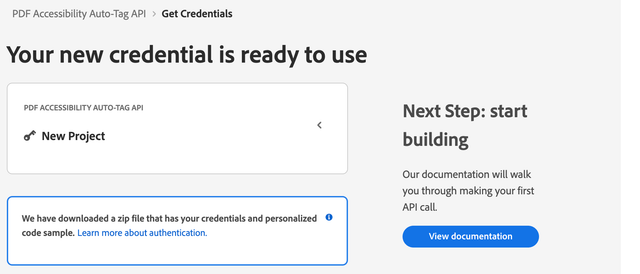 PDF Accessibility Auto-Tag API > Get Credentials
Your new credential is ready to use
PDF ACCESSIBILITY AUTO-TAG API
New Project
We have downloaded a zip file that has your credentials and personalized
code sample. Learn more about authentication.
Next Step: start
building
Our documentation will walk
you through making your first
API call.
View documentation